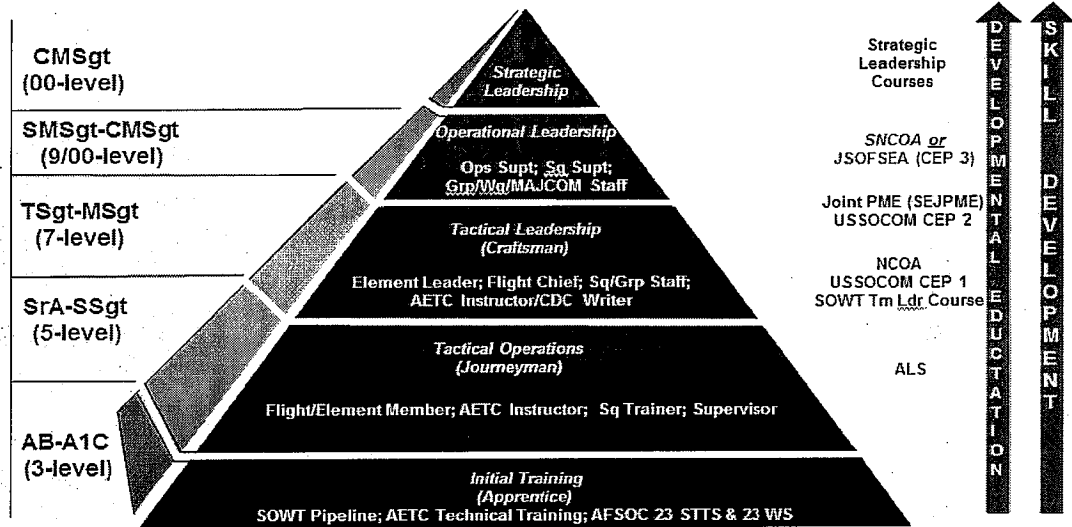 CMSgt
(00-level)
SMSgt-CMSgt
(9/00-level)
TSgt-MSgt
(7-level)
SrA-SSgt
(5-level)
AB-A1C
(3-level)
Strategic
Leadership
Operational Leadership
Ops Supt; Sq Supt;
Grp/Wg/MAJCOM Staff
Tactical Leadership
(Craftsman)
Element Leader; Flight Chief; Sq/Grp Staff;
AETC Instructor/CDC Writer
Tactical Operations
(Journeyman)
Flight/Element Member; AETC Instructor; Sq Trainer; Supervisor
Initial Training
(Apprentice)
SOWT Pipeline; AETC Technical Training; AFSOC 23 STTS & 23 WS
Strategic
Leadership
Courses
SNCOA or
JSOFSEA (CEP 3)
Joint PME (SEJPME)
USSOCOM CEP 2
NCOA
USSOCOM CEP 1
SOWT Tm Ldr Course
ALS
DEVELOPMENTAL EDUCTATION
SKILL DEVELOPMENT